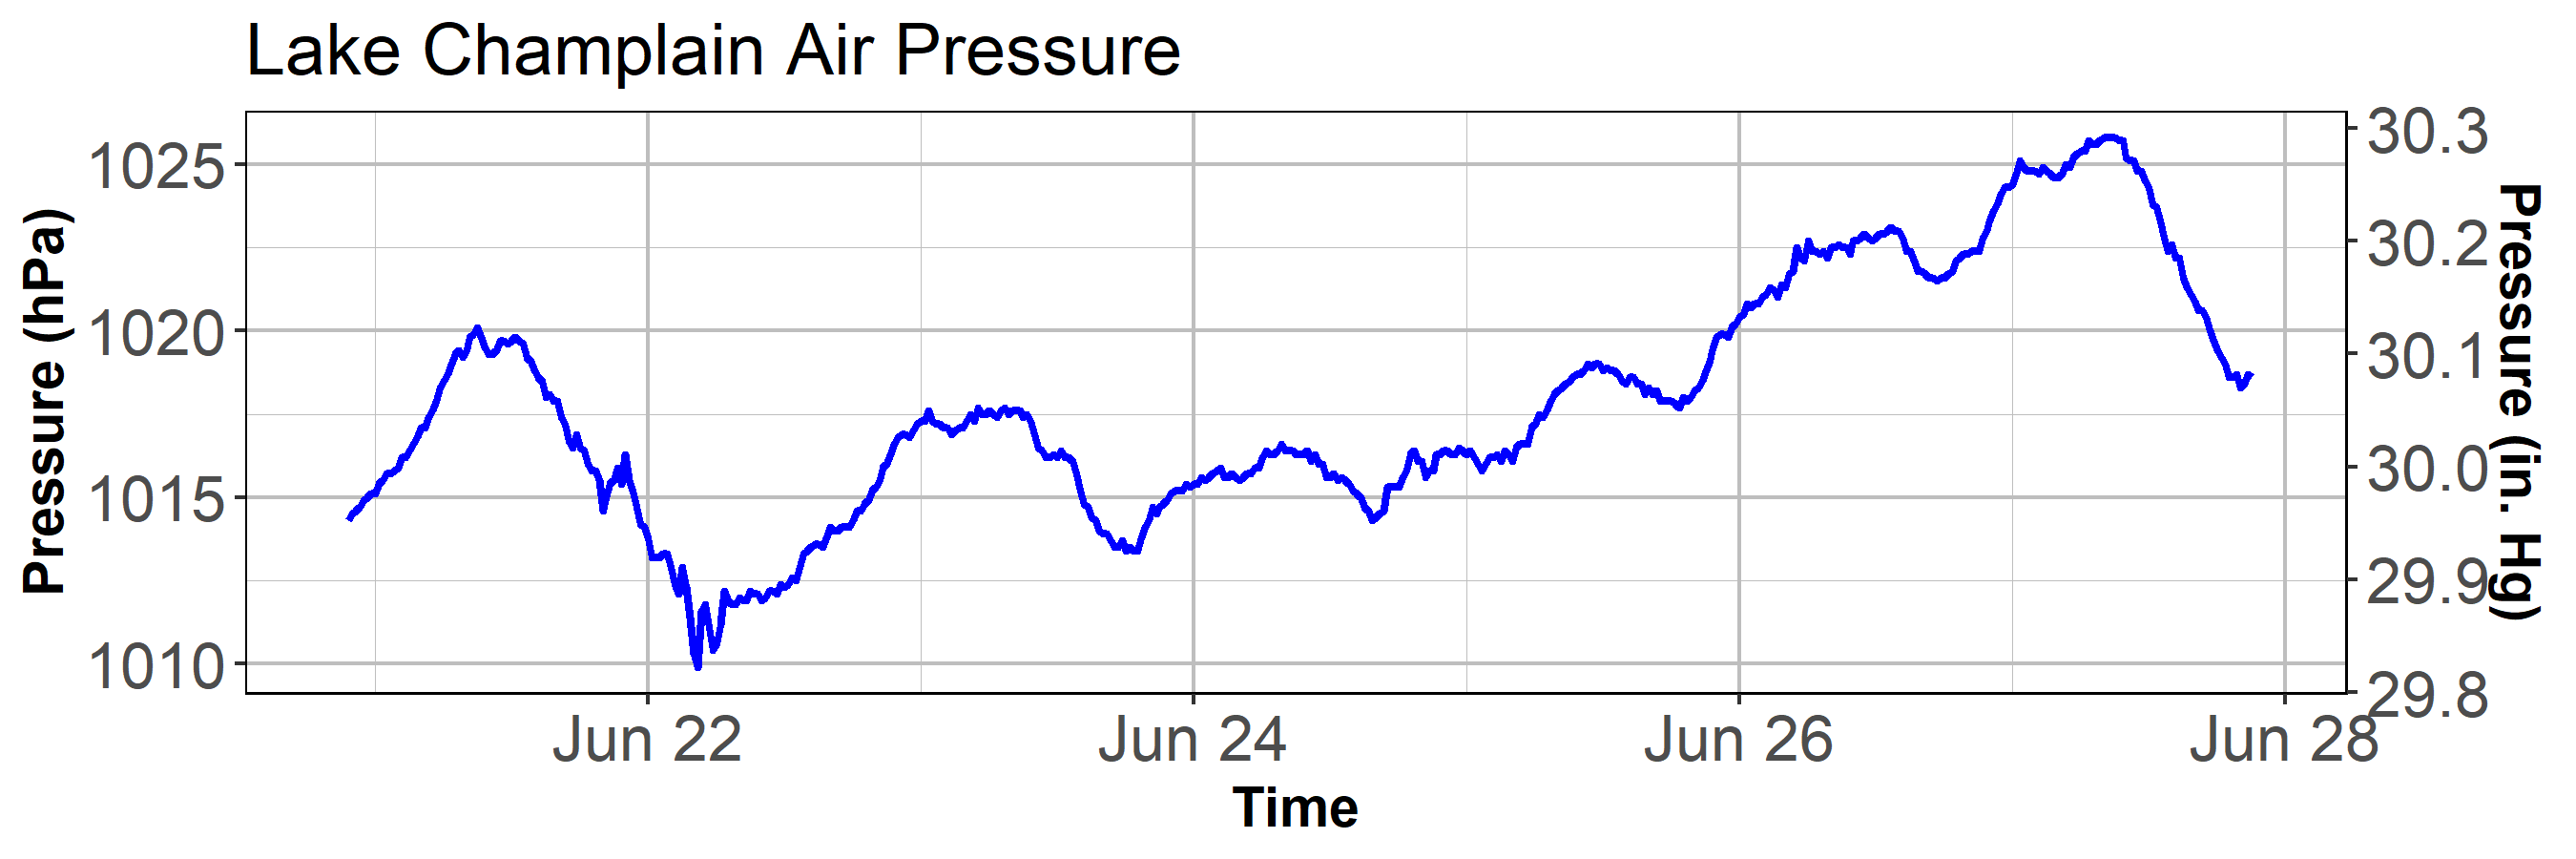 Lake Champlain Air Pressure
Pressure (hPa)
1025
1020
1015
1010
30.3
30.2
30.1
30.0
29.9
29.8
Pressure (in. Hg)
Jun 22
Jun 24
Jun 26
Jun 28
Time